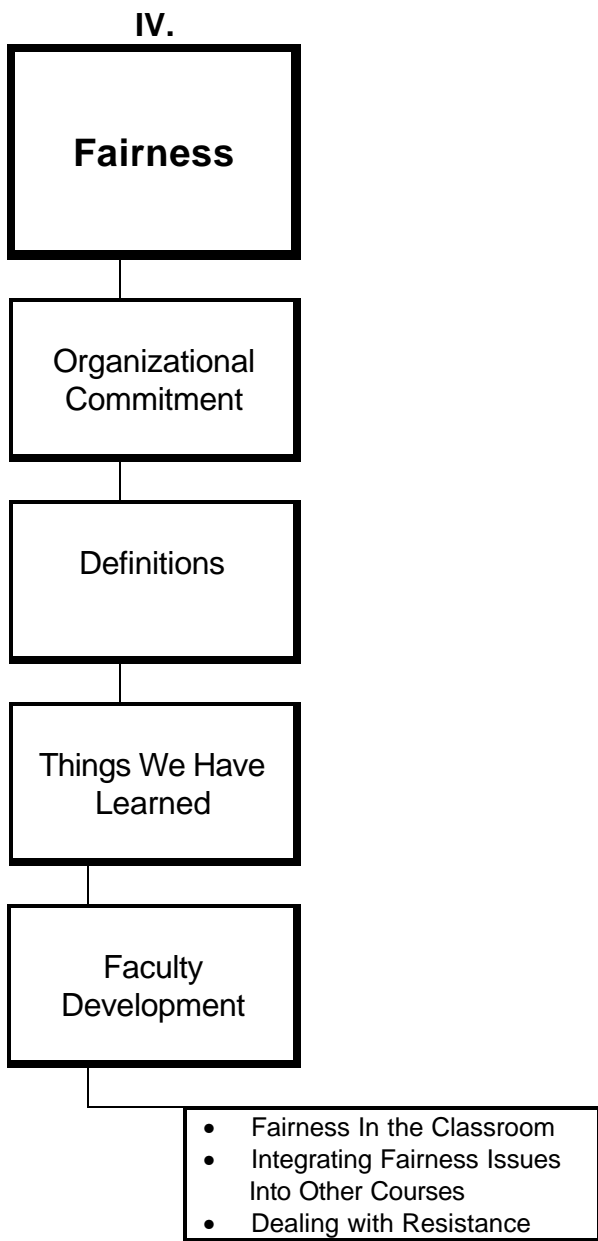 IV.
Fairness
Organizational
Commitment
Definitions
Things We Have
Learned
Faculty
Development
• Fairness In the Classroom
• Integrating Fairness Issues
Into Other Courses
• Dealing with Resistance